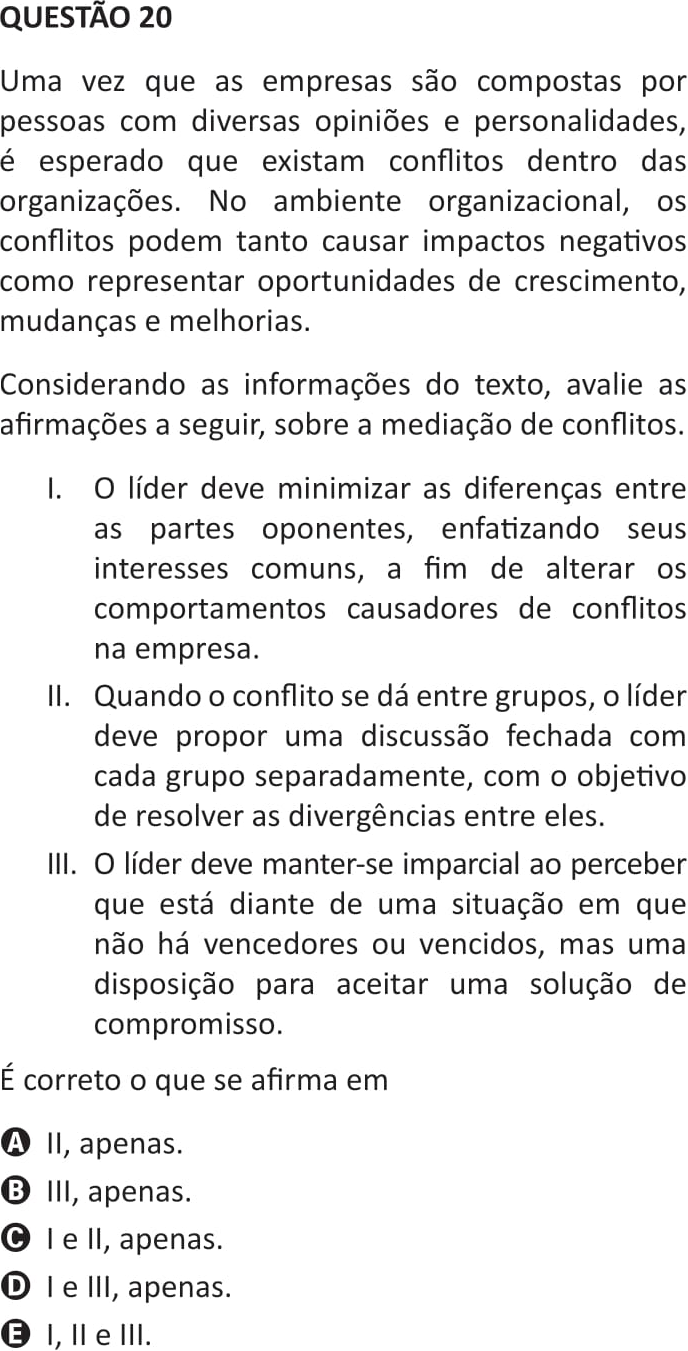 QUESTÃO 20
Uma vez que as empresas são compostas por
pessoas com diversas opiniões e personalidades,
é esperado que existam conflitos dentro das
organizações. No ambiente organizacional, os
conflitos podem tanto causar impactos negativos
como representar oportunidades de crescimento,
mudanças e melhorias.
Considerando as informações do texto, avalie as
afirmações a seguir, sobre a mediação de conflitos.
I. O líder deve minimizar as diferenças entre
as partes oponentes, enfatizando seus
interesses comuns, a fim de alterar os
comportamentos causadores de conflitos
na empresa.
II. Quando o conflito se dá entre grupos, o líder
deve propor uma discussão fechada com
cada grupo separadamente, com o objetivo
de resolver as divergências entre eles.
III. O líder deve manter-se imparcial ao perceber
que está diante de uma situação em que
não há vencedores ou vencidos, mas uma
disposição para aceitar uma solução de
compromisso.
É correto o que se afirma em
A II, apenas.
B III, apenas.
C I e II, apenas.
D I e III, apenas.
E I, II e III.